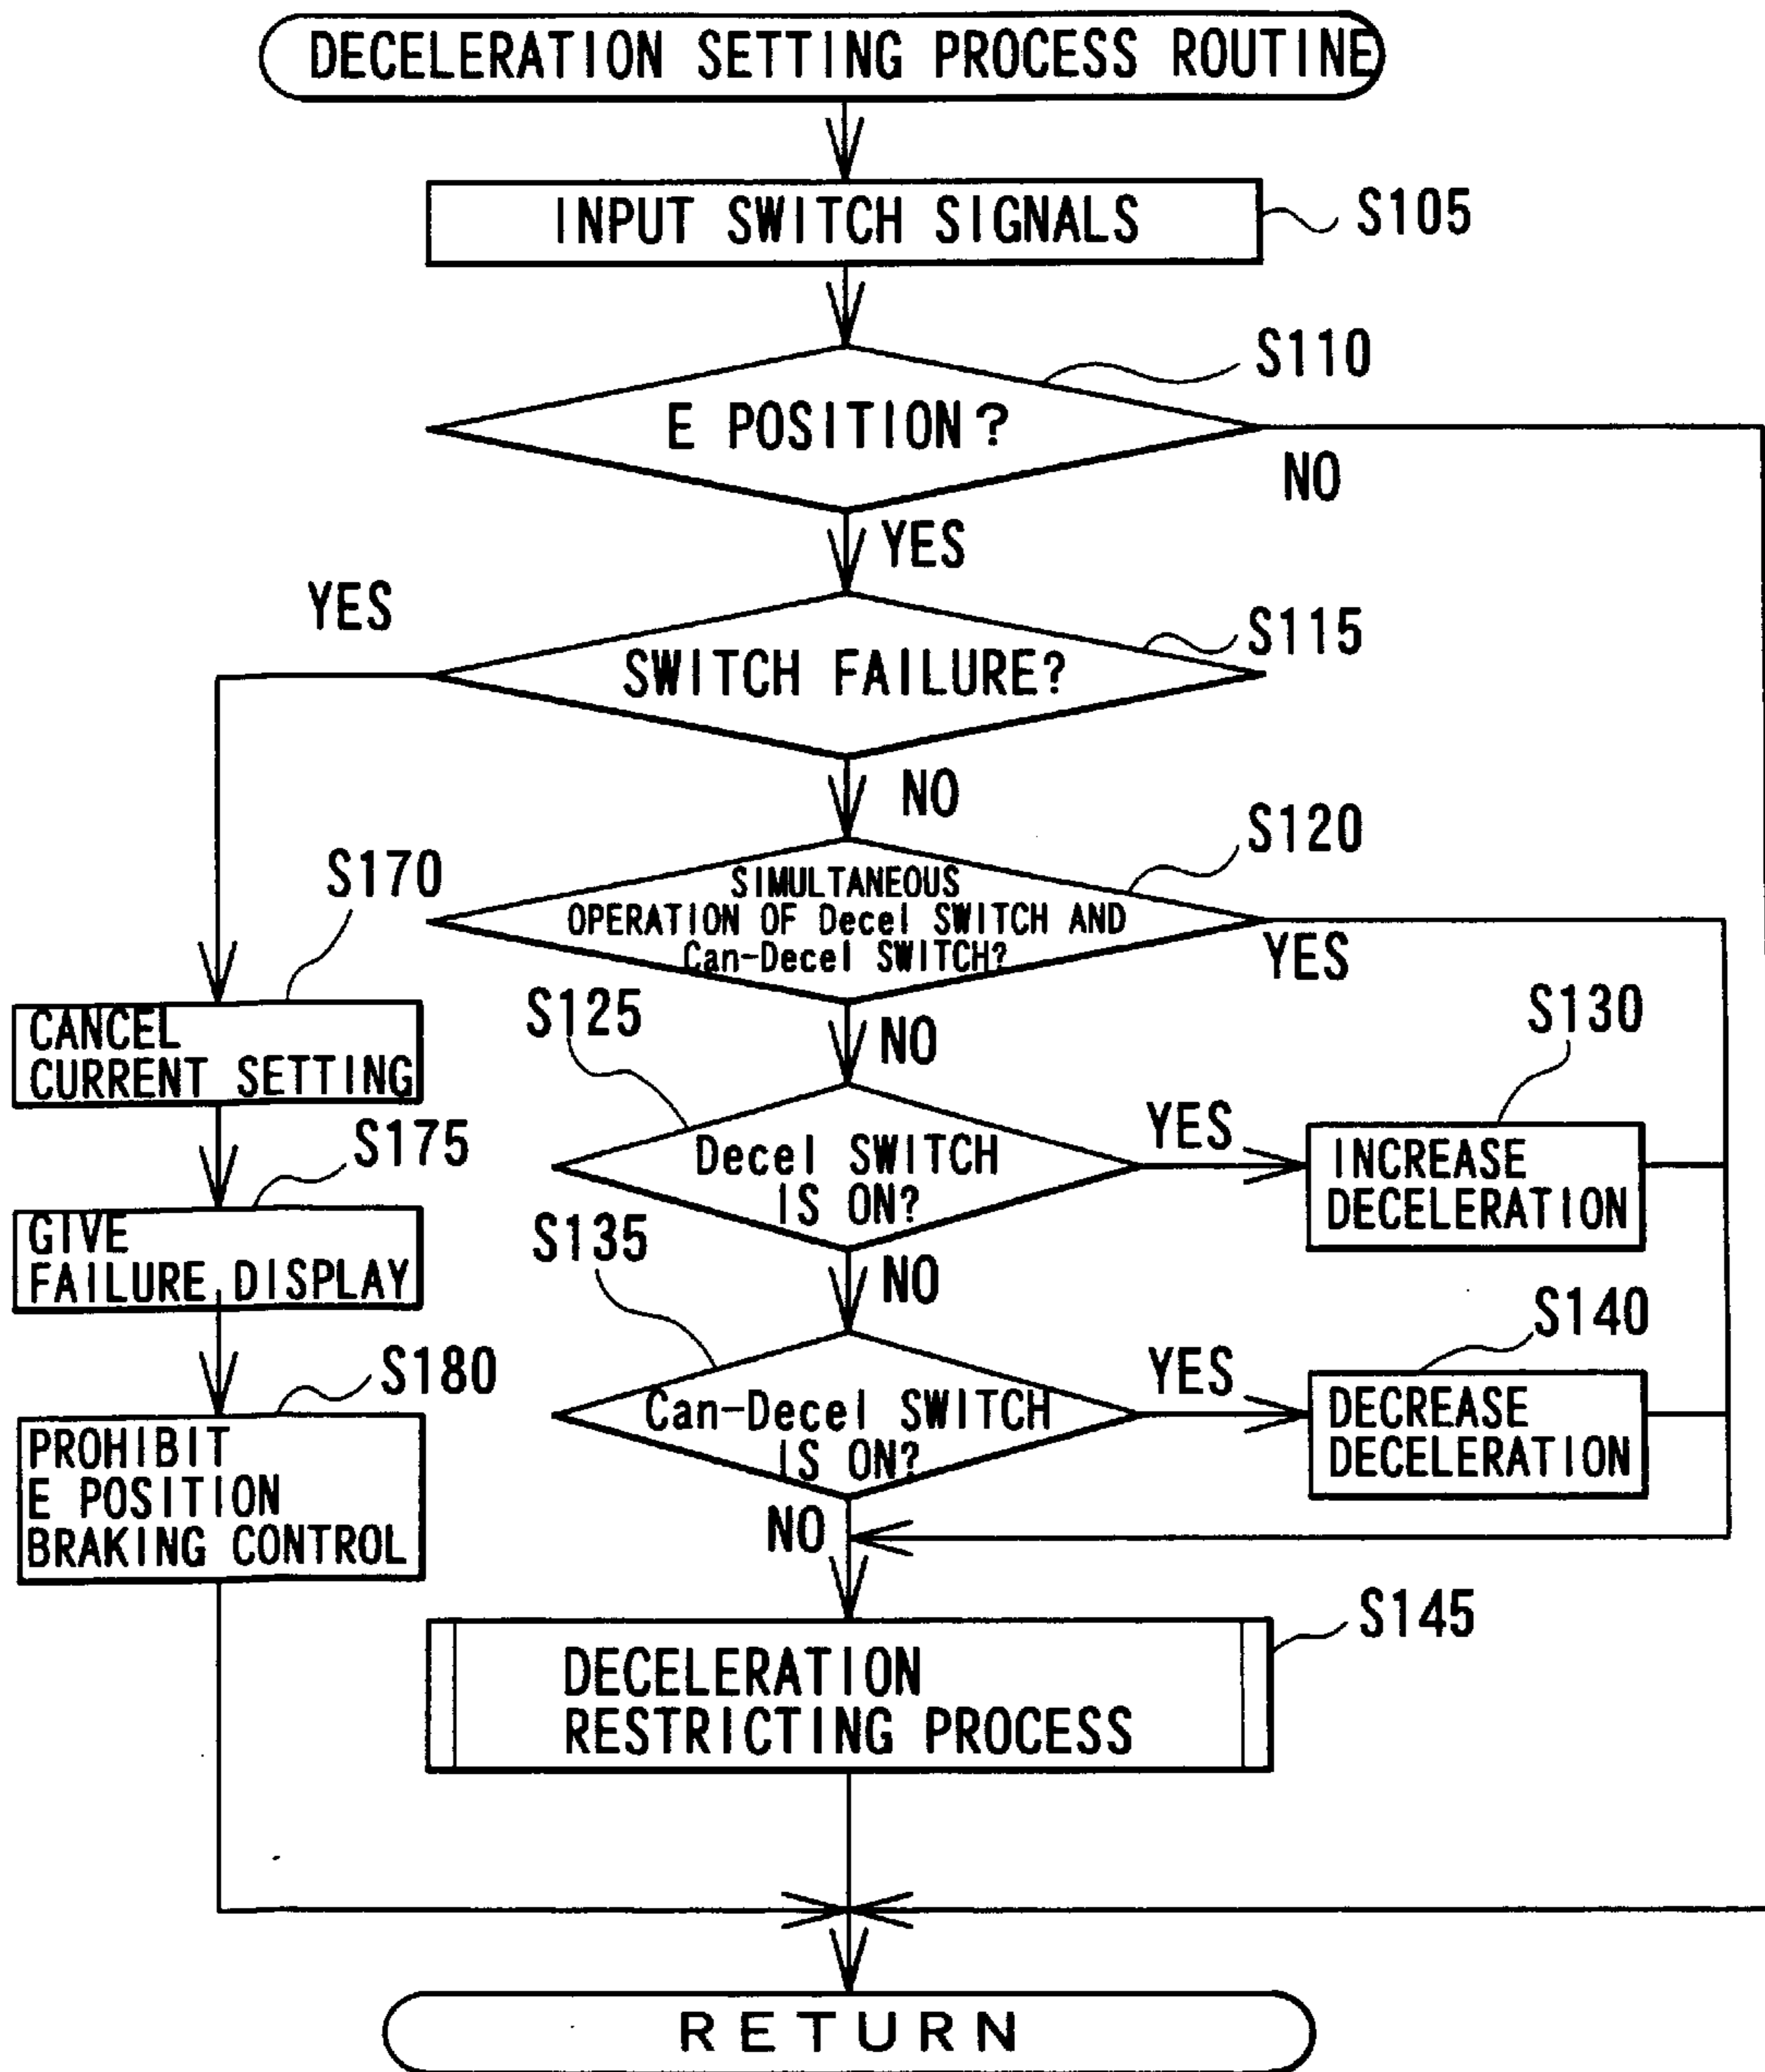 DECELERATION SETTING PROCESS ROUTINE
INPUT SWITCH SIGNALS
S105
S110
E POSITION?
NO
YES
YES
S115
SWITCH FAILURE?
NO
S120
SIMULTANEOUS
OPERATION OF Decel SWITCH AND
Can-Decel SWITCH?
YES
S170
CANCEL
CURRENT SETTING
NO
S125
Decel SWITCH
IS ON?
YES
S130
INCREASE
DECELERATION
S175
GIVE
FAILURE DISPLAY
NO
S135
Can-Decel SWITCH
IS ON?
YES
S140
DECREASE
DECELERATION
S180
PROHIBIT
E POSITION
BRAKING CONTROL
NO
S145
DECELERATION
RESTRICTING PROCESS
RETURN